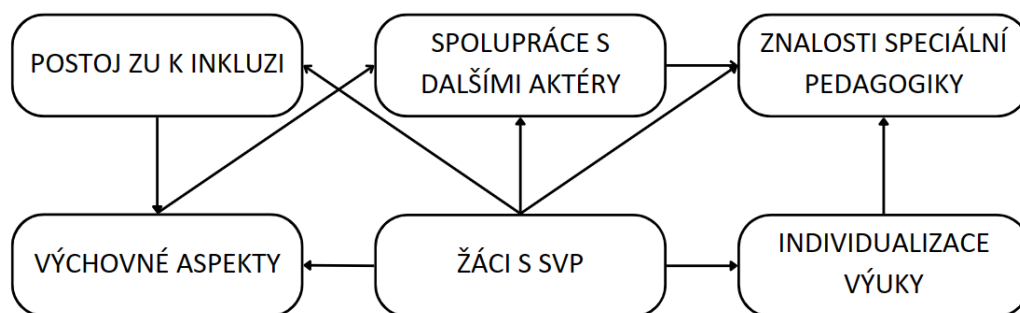 POSTOJ ZU K INKLUZI
SPOLUPRÁCE S
DALŠÍMI AKTÉRY
ZNALOSTI SPECIÁLNÍ
PEDAGOGIKY
VÝCHOVNÉ ASPEKTY
ŽÁCI S SVP
INDIVIDUALIZACE
VÝUKY